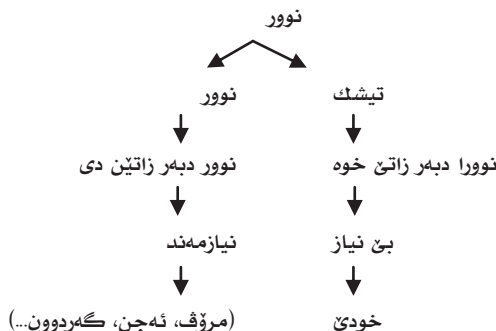 نوور
تیشك
نوور
نوورا دبەر زاتێ خوە
نوور دبەر زاتێن دی
بێ نیاز
نیازمەند
خودێ
(مرۆڤ، ئەجن، گەردوون...)